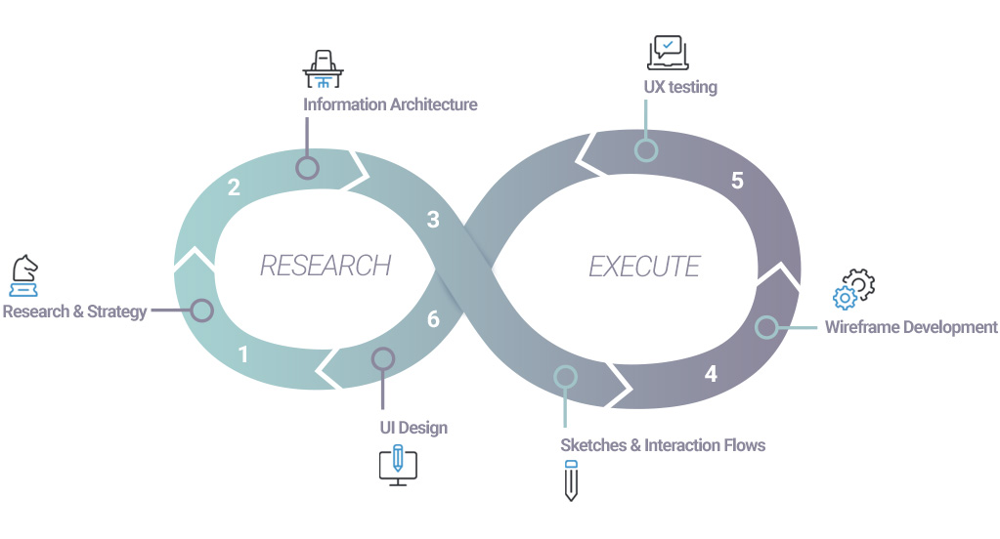 UX testing
Information Architecture
2
5
3
RESEARCH
EXECUTE
Research & Strategy
6
Wireframe Development
1
4
UI Design
Sketches & Interaction Flows